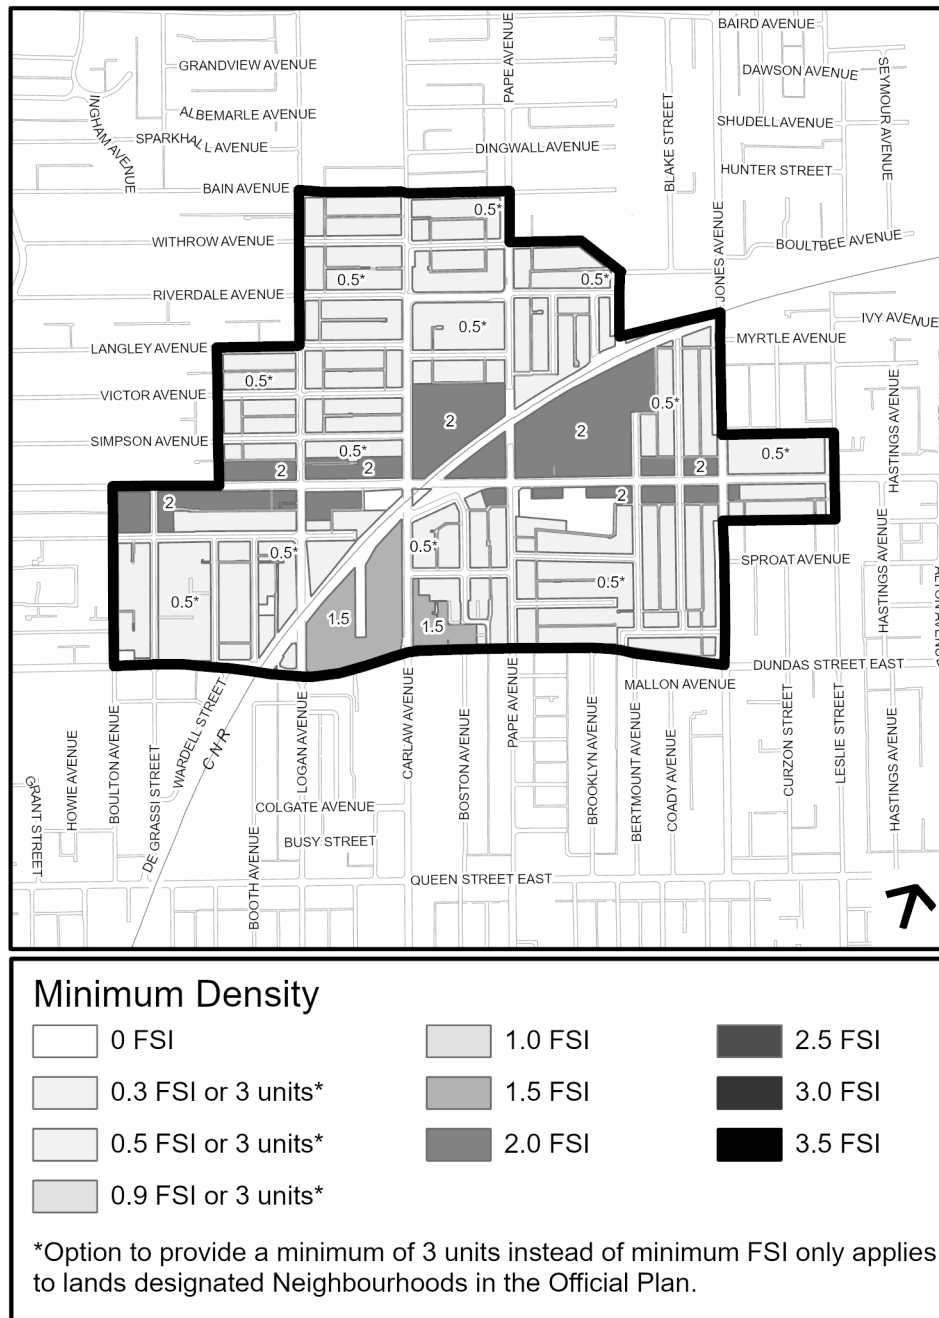 BAIRD AVENUE
GRANDVIEW AVENUE
DAWSON AVENUE
PAPE AVENUE
SEYMOUR AVENUE
INGHAM AVENUE
ALBEMARLE AVENUE
BLAKE STREET
SHUDELL AVENUE
SPARKHALL AVENUE
DINGWALL AVENUE
HUNTER STREET
BAIN AVENUE
0.5*
WITHROW AVENUE
BOULTBEE AVENUE
JONES AVENUE
0.5*
0.5*
RIVERDALE AVENUE
0.5*
IVY AVENUE
LANGLEY AVENUE
MYRTLE AVENUE
0.5*
VICTOR AVENUE
HASTINGS AVENUE
0.5*
2
2
SIMPSON AVENUE
0.5*
0.5*
2
2
2
2
2
HASTINGS AVENUE
0.5*
0.5*
SPROAT AVENUE
0.5*
0.5*
1.5
1.5
DUNDAS STREET EAST
MALLON AVENUE
WARDELL STREET
CNR
LOGAN AVENUE
CARLAW AVENUE
PAPE AVENUE
BOULTON AVENUE
HOWIE AVENUE
DE GRASSI STREET
BOSTON AVENUE
BROOKLYN AVENUE
BERTMOUNT AVENUE
COADY AVENUE
CURZON STREET
LESLIE STREET
HASTINGS AVENUE
GRANT STREET
COLGATE AVENUE
BUSY STREET
BOOTH AVENUE
QUEEN STREET EAST
Minimum Density
0 FSI
0.3 FSI or 3 units*
0.5 FSI or 3 units*
0.9 FSI or 3 units*
1.0 FSI
1.5 FSI
2.0 FSI
2.5 FSI
3.0 FSI
3.5 FSI
*Option to provide a minimum of 3 units instead of minimum FSI only applies
to lands designated Neighbourhoods in the Official Plan.